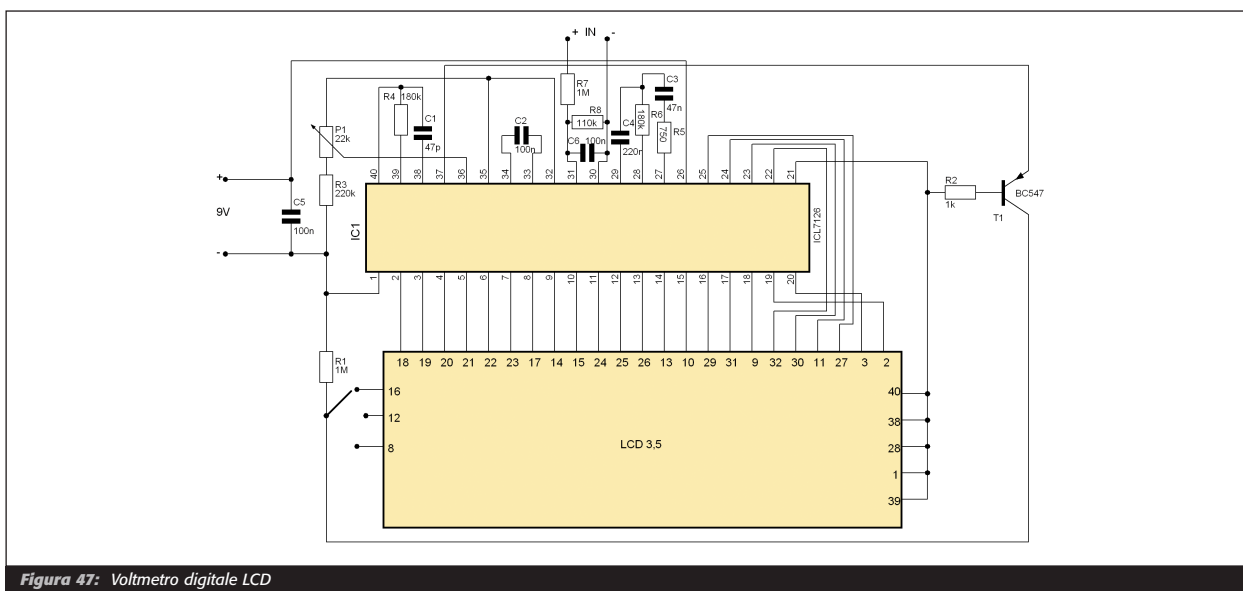 + IN -
R7
1M
R8
110k
C6 100n
C3
47n
R6
180k
R5
750
C4
220n
R4 180k
C1
47p
C2
100n
P1
22k
R3
220k
+
9V
-
C5
100n
40 39 38 37 36 35 34 33 32 31 30 29 28 27 26 25 24 23 22 21
IC1
ICL7126
1 2 3 4 5 6 7 8 9 10 11 12 13 14 15 16 17 18 19 20
R2
1k
BC547
T1
R1
1M
18 19 20 21 22 23 17 14 15 24 25 26 13 10 29 31 9 32 30 11 27 3 2
16
12
8
LCD 3,5
40
38
28
1
39
Figura 47: Voltmetro digitale LCD